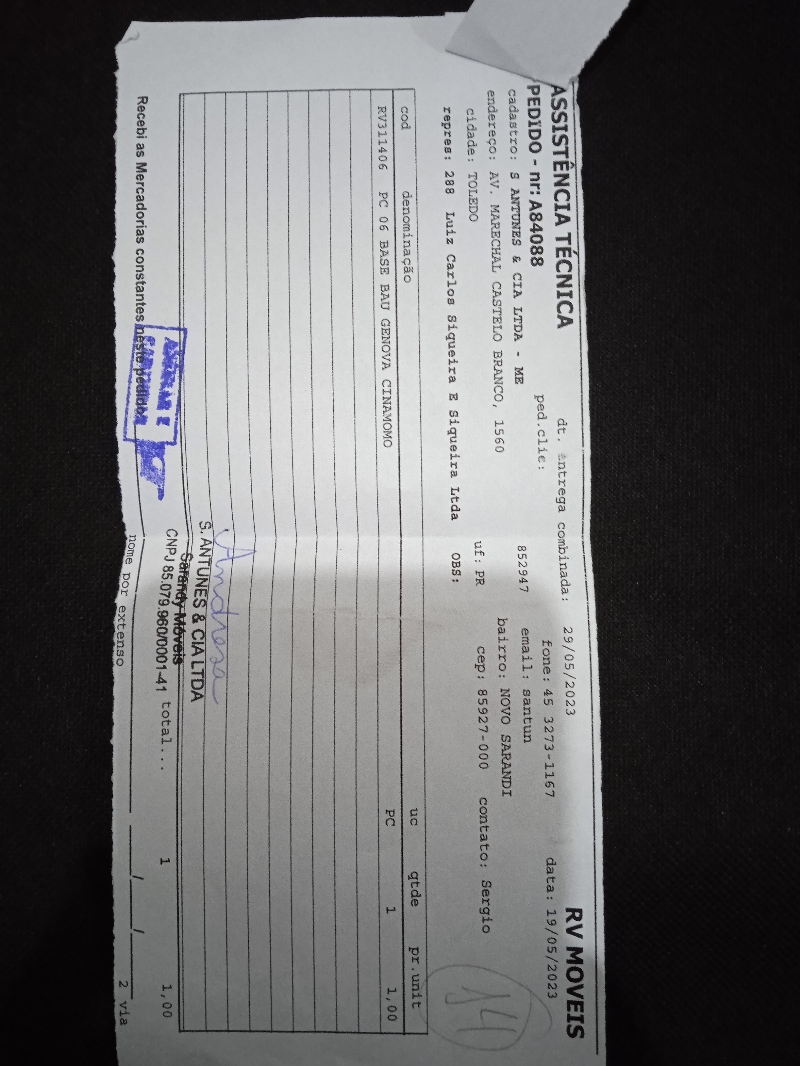 ASSISTÊNCIA TÉCNICA RV MOVEIS
dt. entrega combinada: 29/05/2023
PEDIDO - nr: A84088 ped.clie: fone: 45 3273-1167 data: 19/05/2023
cadastro: S ANTUNES & CIA LTDA - ME 852947 email: santun
endereço: AV. MARECHAL CASTELO BRANCO, 1560 bairro: NOVO SARANDI
cidade: TOLEDO uf: PR cep: 85927-000 contato: Sergio
repres: 288 Luiz Carlos Siqueira E Siqueira Ltda OBS:
14
cod denominação uc qtde pr.unit
RV311406 PC 06 BASE BAU GENOVA CINAMOMO PC 1 1,00
Andresa
S. ANTUNES & CIA LTDA
Sarandy Móveis
CNPJ 85.079.960/0001-41 total... 1 1,00
Recebi as Mercadorias constantes neste pedido
nome por extenso / / 2 via